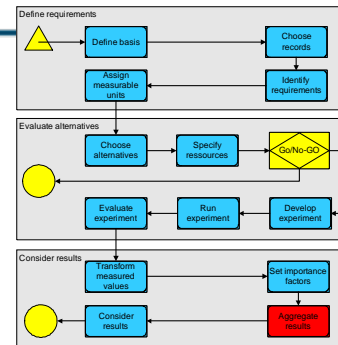 Define requirements
Define basis
Choose
records
Assign
measurable
units
Identify
requirements
Evaluate alternatives
Choose
alternatives
Specify
ressources
Go/No-GO
Evaluate
experiment
Run
experiment
Develop
experiment
Consider results
Transform
measured
values
Set importance
factors
Consider
results
Aggregate
results